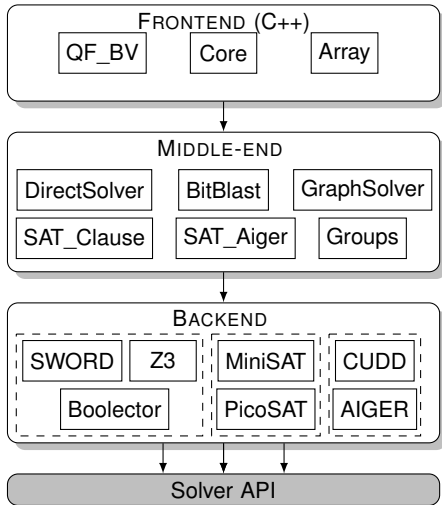 FRONTEND (C++)
QF_BV Core Array
MIDDLE-END
DirectSolver BitBlast GraphSolver
SAT_Clause SAT_Aiger Groups
BACKEND
SWORD Z3 MiniSAT CUDD
Boolector PicoSAT AIGER
Solver API